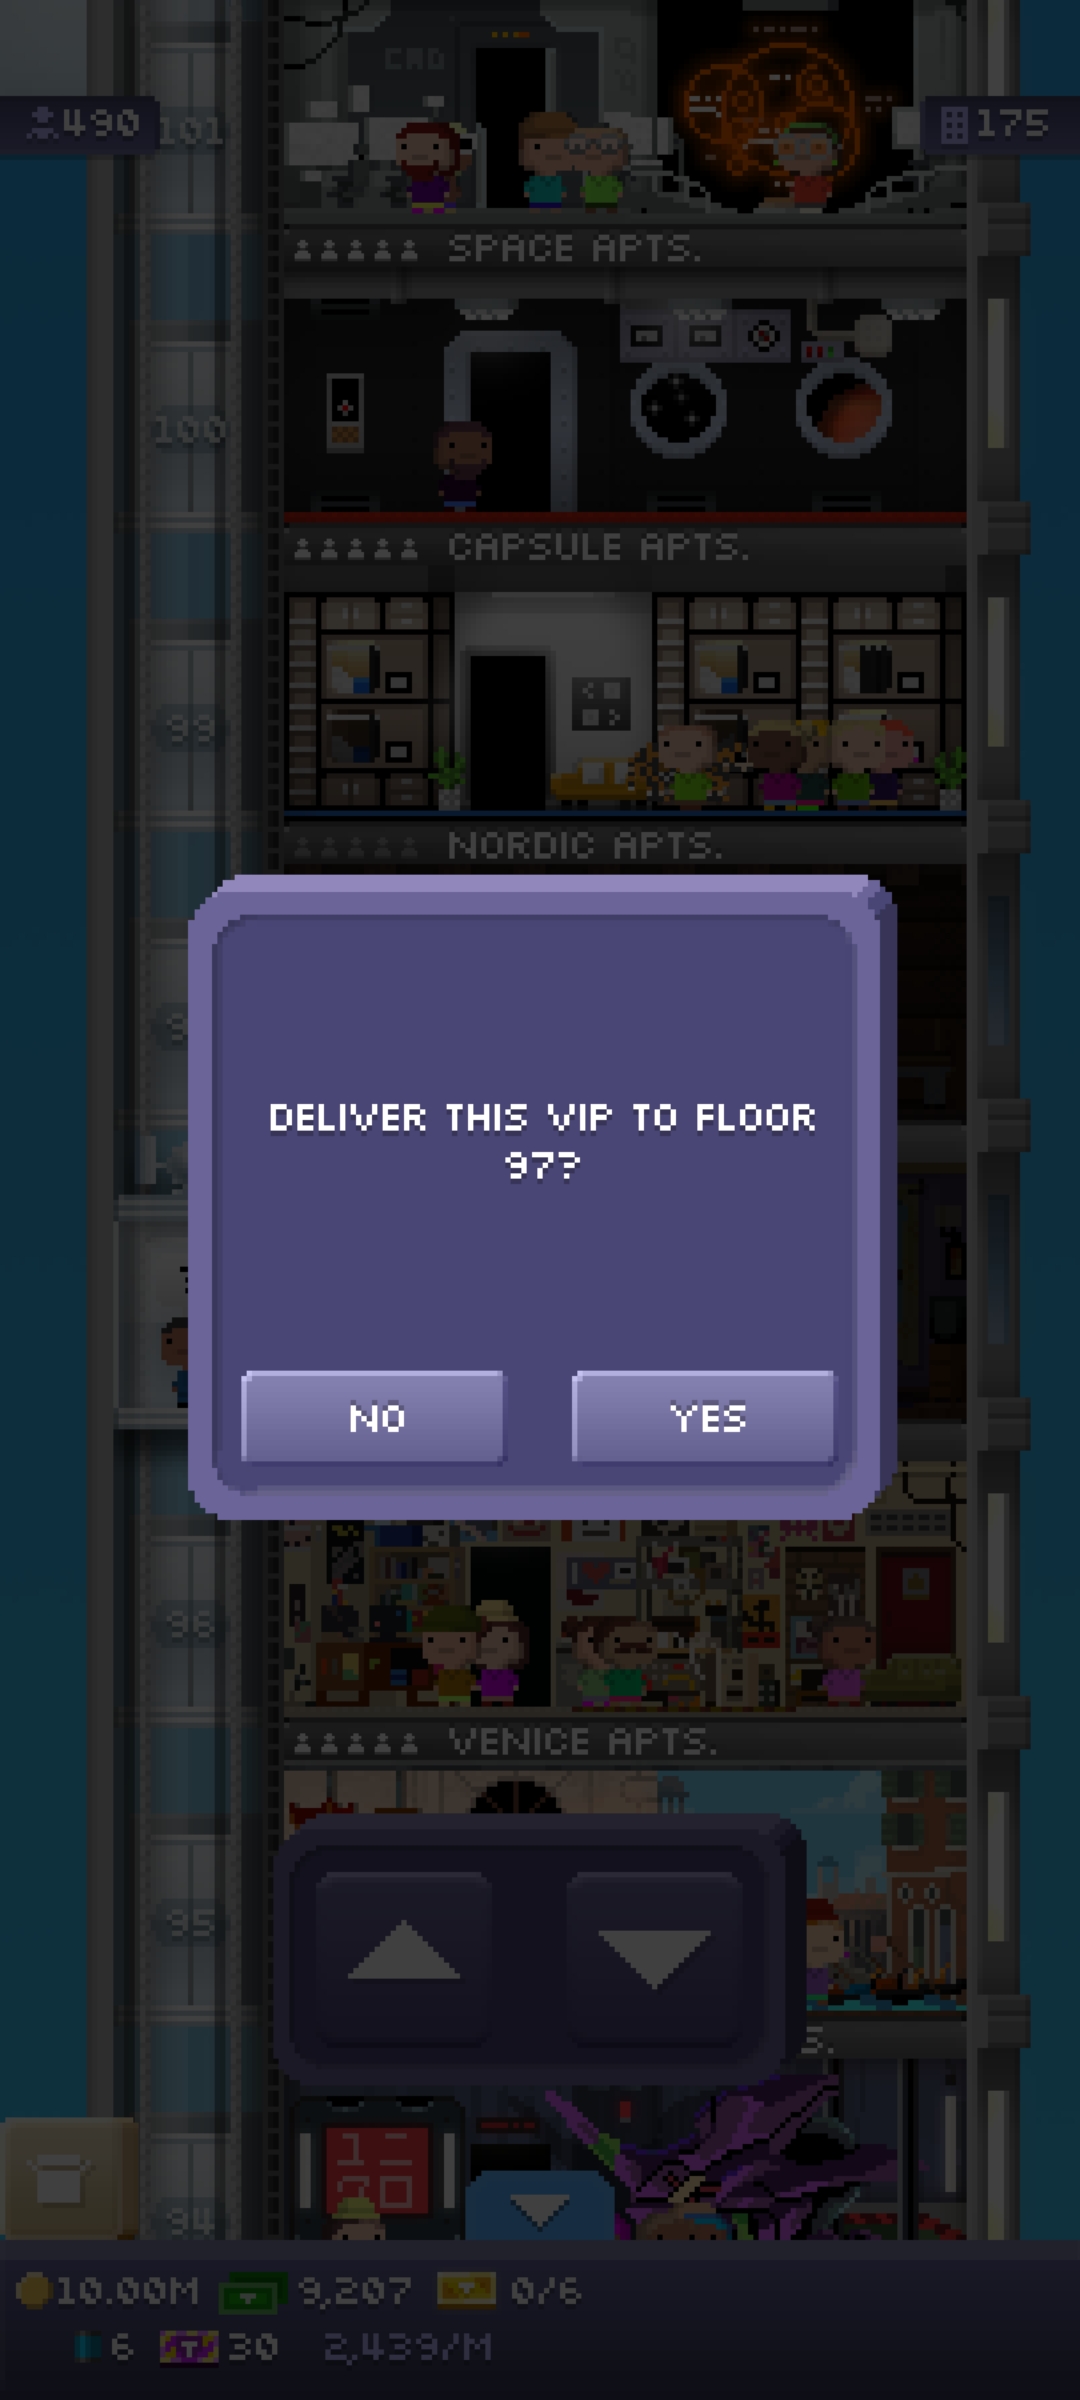 CAD
490
101
175
SPACE APTS.
100
CAPSULE APTS.
99
NORDIC APTS.
DELIVER THIS VIP TO FLOOR
97?
NO
YES
96
VENICE APTS.
95
S.
94
10.00M
9,207
0/6
6
T
30
2,439/M